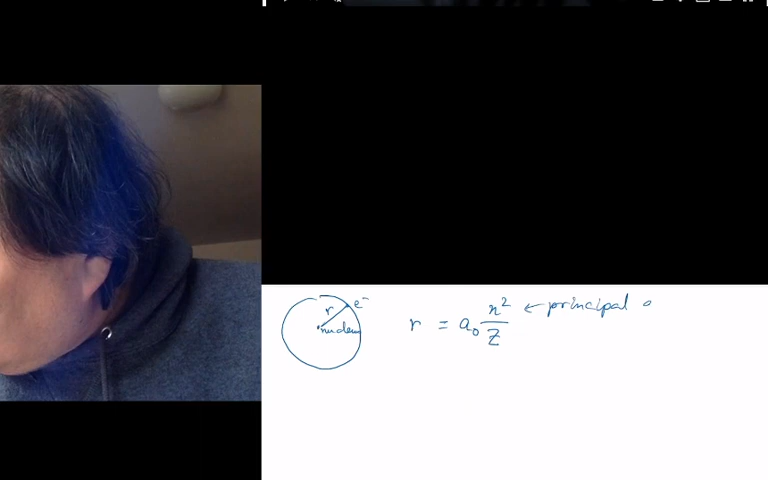 r e⁻
nucleus
r = a₀ n²/Z ← principal